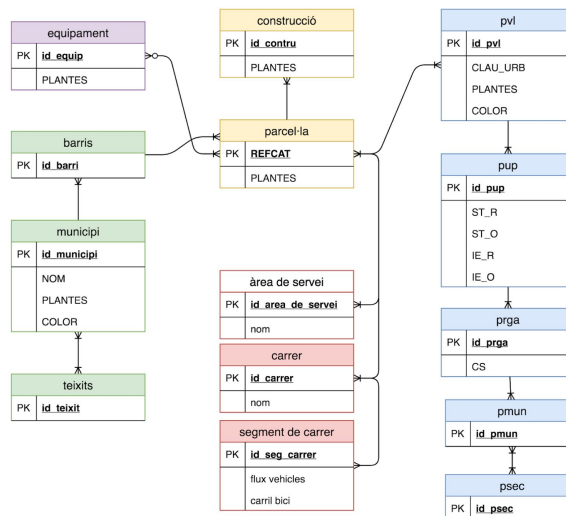 equipament
PK id_equip
PLANTES
barris
PK id_barri
municipi
PK id_municipi
NOM
PLANTES
COLOR
teixits
PK id_teixit
construcció
PK id_contru
PLANTES
parcel·la
PK REFCAT
PLANTES
àrea de servei
PK id_area_de_servei
nom
carrer
PK id_carrer
nom
segment de carrer
PK id_seg_carrer
flux vehicles
carril bici
pvl
PK id_pvl
CLAU_URB
PLANTES
COLOR
pup
PK id_pup
ST_R
ST_O
IE_R
IE_O
prga
PK id_prga
CS
pmun
PK id_pmun
psec
PK id_psec